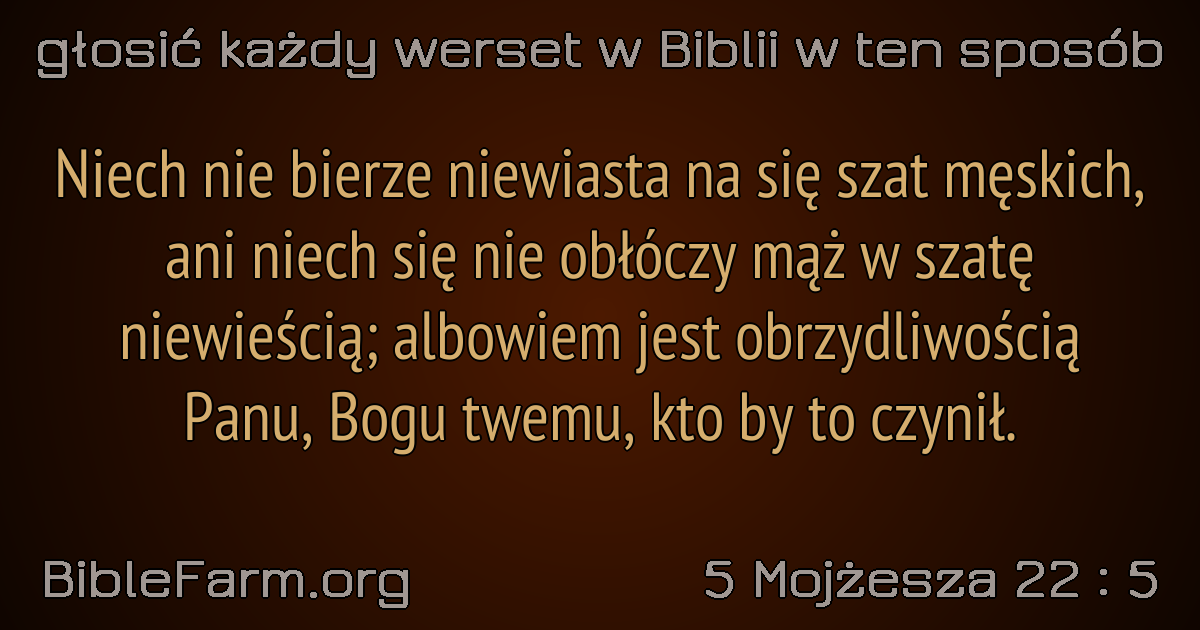 głosić każdy werset w Biblii w ten sposób
Niech nie bierze niewiasta na się szat męskich,
ani niech się nie obłóczy mąż w szatę
niewieścią; albowiem jest obrzydliwością
Panu, Bogu twemu, kto by to czynił.
BibleFarm.org
5 Mojżesza 22 : 5